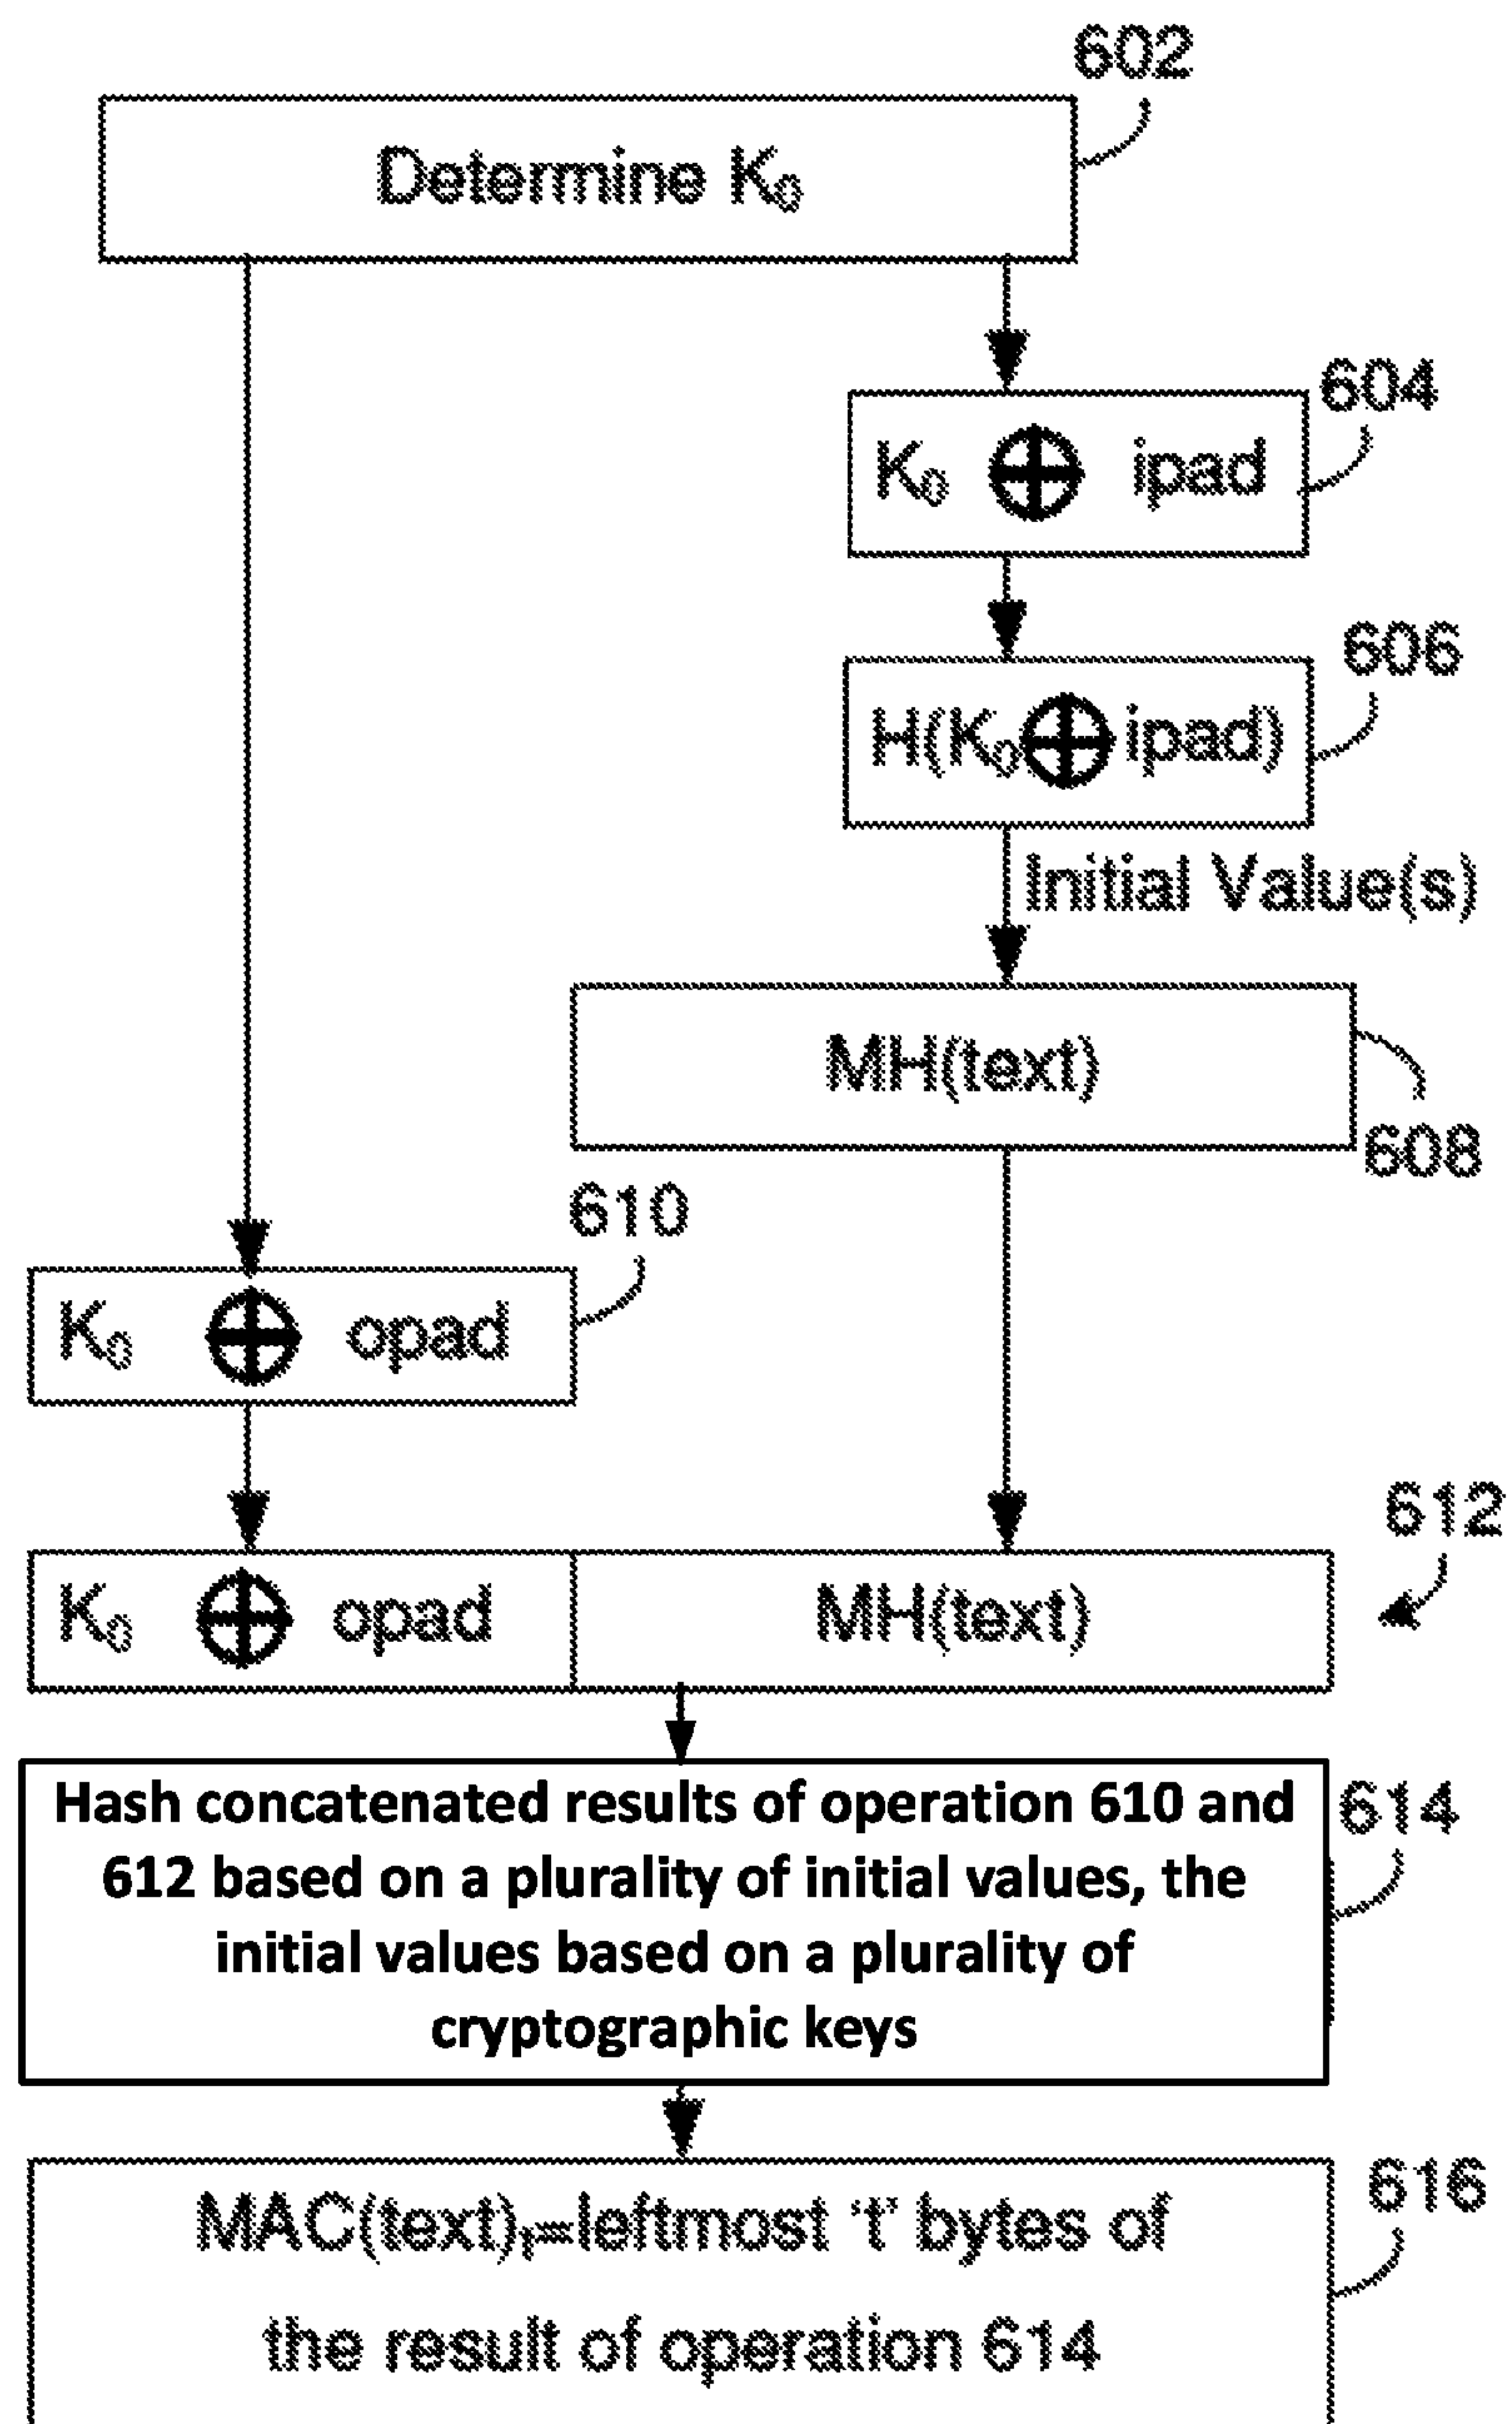 602
Determine K₀
604
K₀ ⊕ ipad
606
H(K₀ ⊕ ipad)
Initial Value(s)
MH(text)
608
610
K₀ ⊕ opad
612
K₀ ⊕ opad MH(text)
Hash concatenated results of operation 610 and
614
612 based on a plurality of initial values, the
initial values based on a plurality of
cryptographic keys
616
MAC(text)ₜ=leftmost ‘t’ bytes of
the result of operation 614